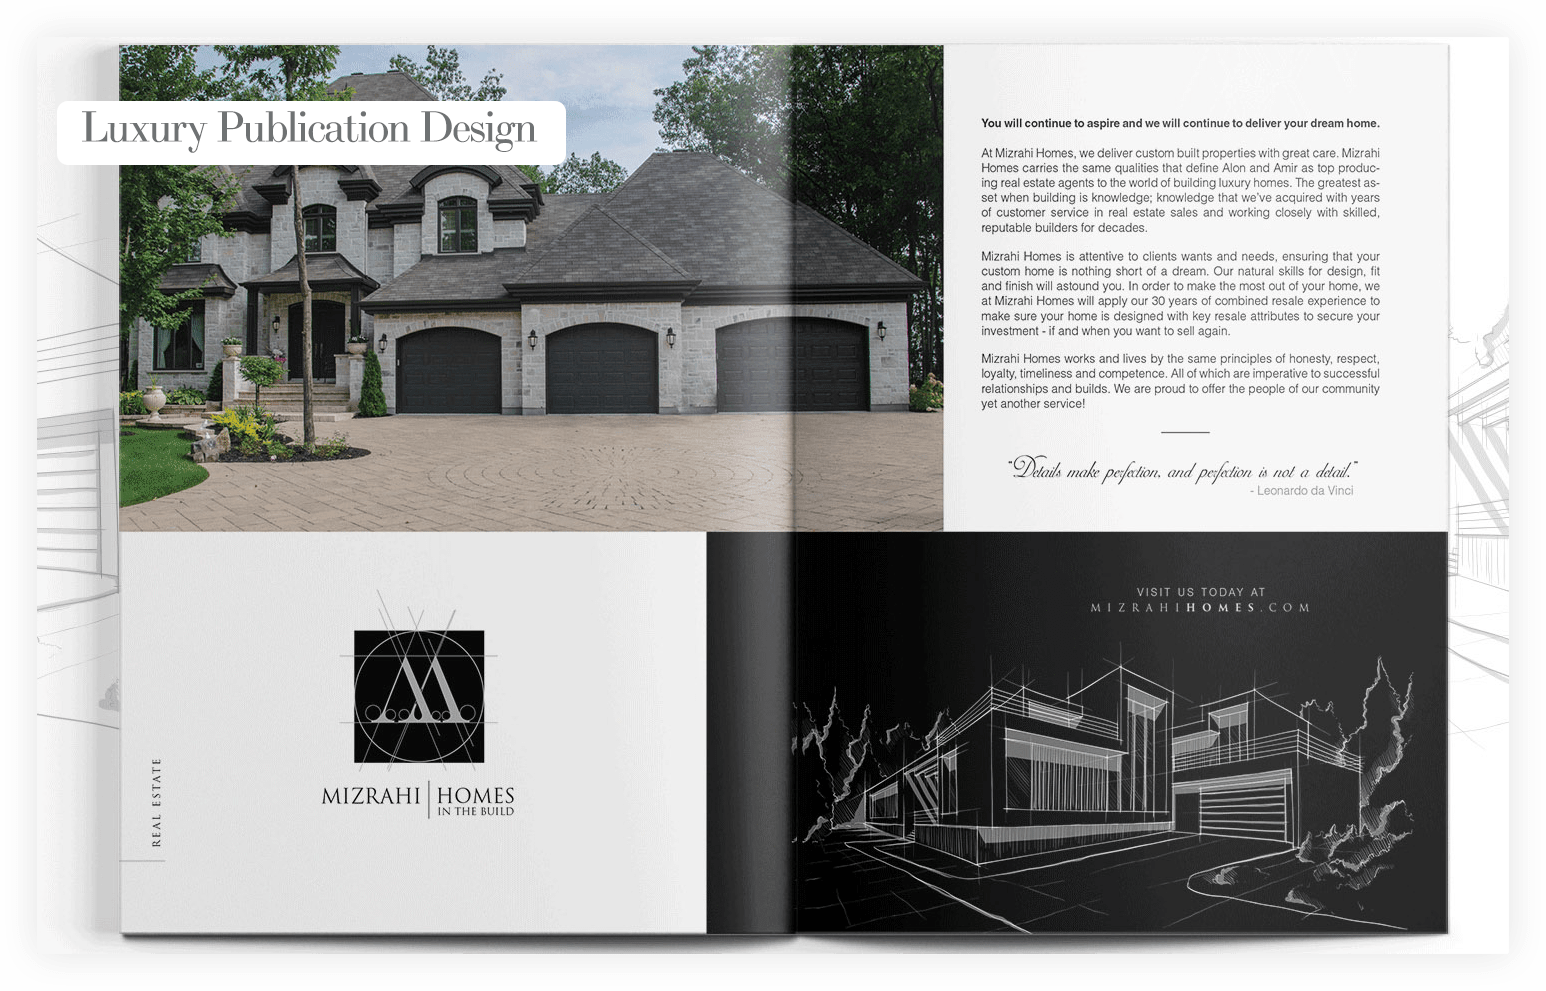 Luxury Publication Design
You will continue to aspire and we will continue to deliver your dream home.
At Mizrahi Homes, we deliver custom built properties with great care. Mizrahi
Homes carries the same qualities that define Alon and Amir as top produc-
ing real estate agents to the world of building luxury homes. The greatest as-
set when building is knowledge; knowledge that we've acquired with years
of customer service in real estate sales and working closely with skilled,
reputable builders for decades.
Mizrahi Homes is attentive to clients wants and needs, ensuring that your
custom home is nothing short of a dream. Our natural skills for design, fit
and finish will astound you. In order to make the most out of your home, we
at Mizrahi Homes will apply our 30 years of combined resale experience to
make sure your home is designed with key resale attributes to secure your
investment - if and when you want to sell again.
Mizrahi Homes works and lives by the same principles of honesty, respect,
loyalty, timeliness and competence. All of which are imperative to successful
relationships and builds. We are proud to offer the people of our community
yet another service!
"Details make perfection, and perfection is not a detail."
- Leonardo da Vinci
REAL ESTATE
M
MIZRAHI HOMES
IN THE BUILD
VISIT US TODAY AT
MIZRAHIHOMES.COM